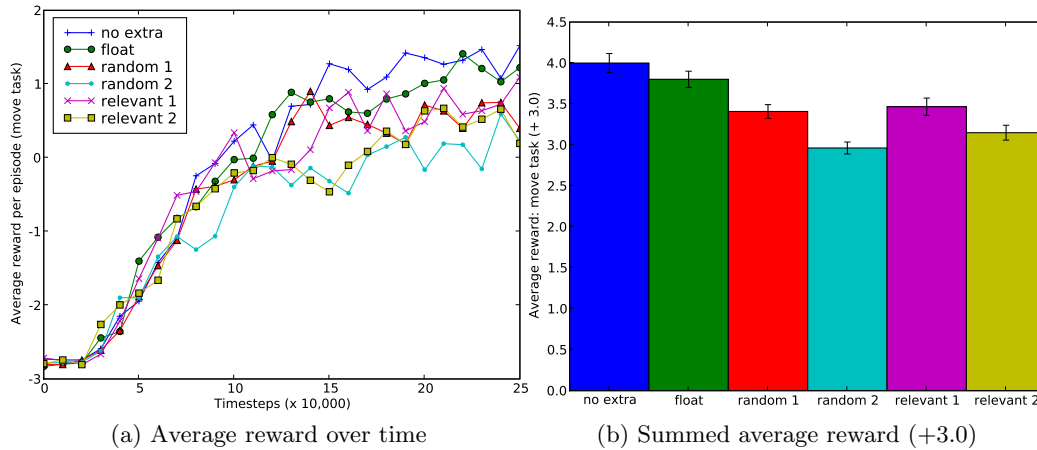 2
1
0
-1
-2
-3
Average reward per episode (move task)
no extra
float
random 1
random 2
relevant 1
relevant 2
0 5 10 15 20 25
Timesteps (x 10,000)
(a) Average reward over time
4.5
4.0
3.5
3.0
2.5
2.0
1.5
1.0
0.5
0.0
Average reward: move task (+ 3.0)
no extra float random 1 random 2 relevant 1 relevant 2
(b) Summed average reward (+3.0)